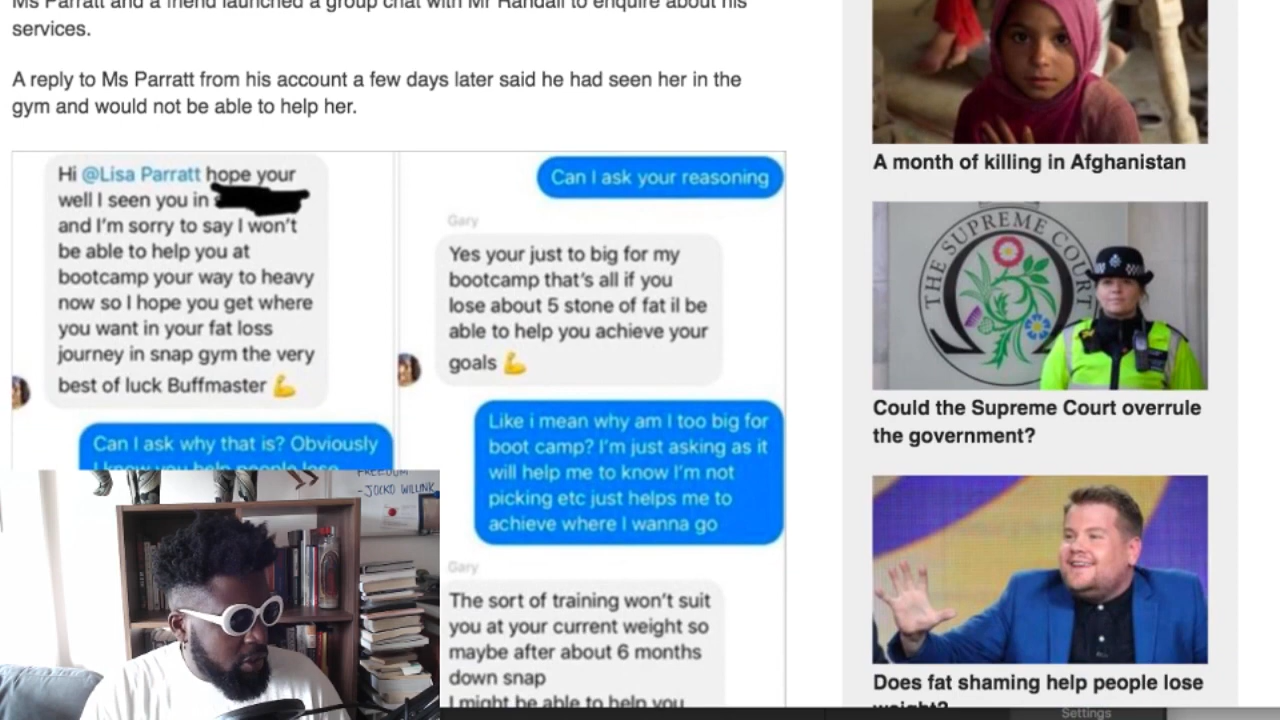 Ms Parratt and a friend launched a group chat with Mr Randall to enquire about his
services.
A reply to Ms Parratt from his account a few days later said he had seen her in the
gym and would not be able to help her.
Hi @Lisa Parratt hope your
well I seen you in
and I'm sorry to say I won't
be able to help you at
bootcamp your way to heavy
now so I hope you get where
you want in your fat loss
journey in snap gym the very
best of luck Buffmaster 💪
Can I ask why that is? Obviously
I know you help people lose
Can I ask your reasoning
Gary
Yes your just to big for my
bootcamp that's all if you
lose about 5 stone of fat il be
able to help you achieve your
goals 💪
Like i mean why am I too big for
boot camp? I'm just asking as it
will help me to know I'm not
picking etc just helps me to
achieve where I wanna go
Gary
The sort of training won't suit
you at your current weight so
maybe after about 6 months
down snap
I might be able to help you
A month of killing in Afghanistan
THE SUPREME COURT
Could the Supreme Court overrule
the government?
Does fat shaming help people lose
weight?
FREEDOM
-JOCKO WILLINK
Settings